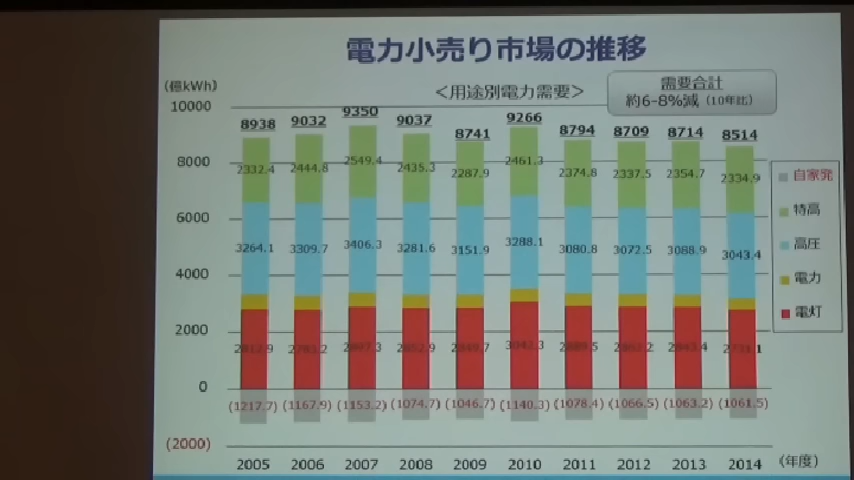 電力小売り市場の推移
(億kWh)
＜用途別電力需要＞
需要合計
約6-8%減（10年比）
10000
8938 9032 9350 9037 8741 9266 8794 8709 8714 8514
8000
2332.4 2444.8 2549.4 2435.3 2287.9 2461.3 2374.8 2337.5 2354.7 2334.9
自家発
特高
6000
3264.1 3309.7 3406.3 3281.6 3151.9 3288.1 3080.8 3072.5 3088.9 3043.4
高圧
4000
電力
電灯
2000
0
(1217.7) (1167.9) (1153.2) (1074.7) (1046.7) (1140.3) (1078.4) (1066.5) (1063.2) (1061.5)
(2000)
2005 2006 2007 2008 2009 2010 2011 2012 2013 2014 (年度)